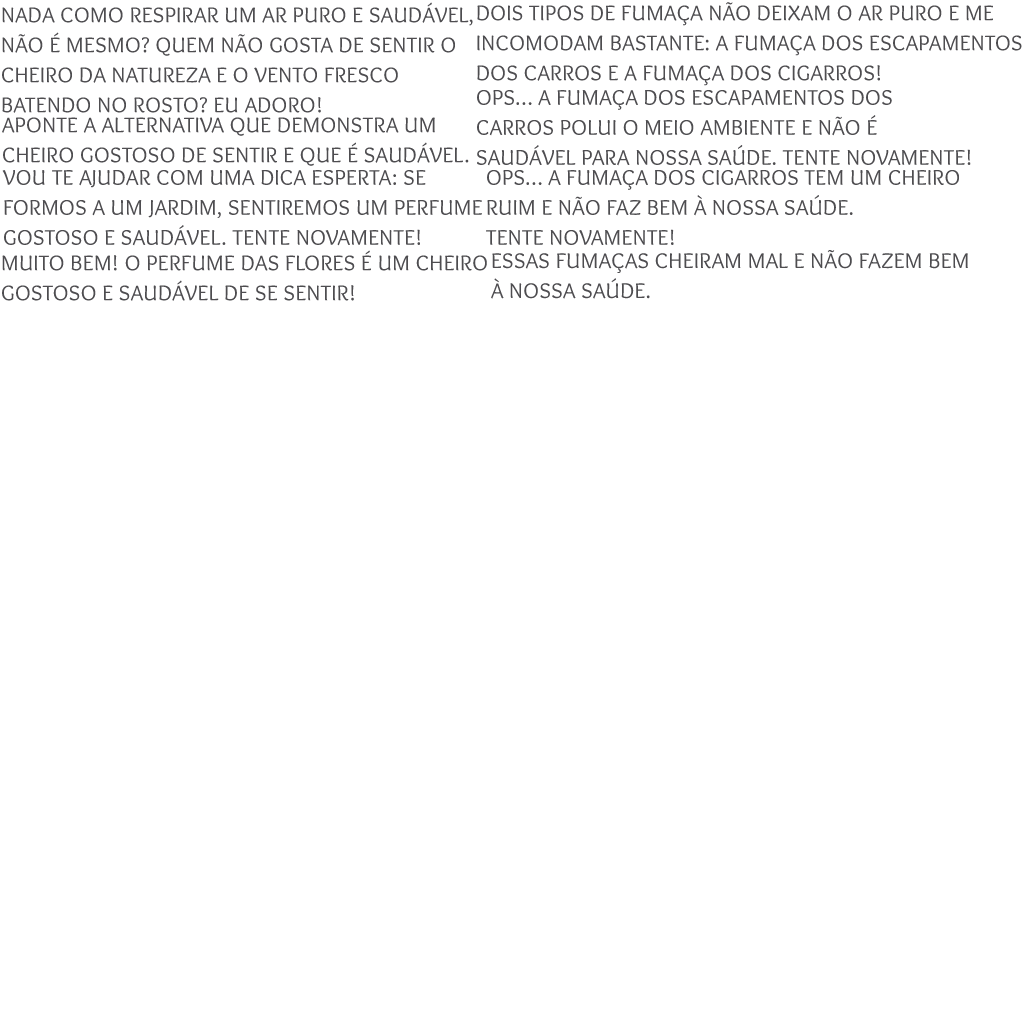 NADA COMO RESPIRAR UM AR PURO E SAUDÁVEL,
NÃO É MESMO? QUEM NÃO GOSTA DE SENTIR O
CHEIRO DA NATUREZA E O VENTO FRESCO
BATENDO NO ROSTO? EU ADORO!
DOIS TIPOS DE FUMAÇA NÃO DEIXAM O AR PURO E ME
INCOMODAM BASTANTE: A FUMAÇA DOS ESCAPAMENTOS
DOS CARROS E A FUMAÇA DOS CIGARROS!
APONTE A ALTERNATIVA QUE DEMONSTRA UM
CHEIRO GOSTOSO DE SENTIR E QUE É SAUDÁVEL.
OPS... A FUMAÇA DOS ESCAPAMENTOS DOS
CARROS POLUI O MEIO AMBIENTE E NÃO É
SAUDÁVEL PARA NOSSA SAÚDE. TENTE NOVAMENTE!
VOU TE AJUDAR COM UMA DICA ESPERTA: SE
FORMOS A UM JARDIM, SENTIREMOS UM PERFUME
GOSTOSO E SAUDÁVEL. TENTE NOVAMENTE!
OPS... A FUMAÇA DOS CIGARROS TEM UM CHEIRO
RUIM E NÃO FAZ BEM À NOSSA SAÚDE.
TENTE NOVAMENTE!
MUITO BEM! O PERFUME DAS FLORES É UM CHEIRO
GOSTOSO E SAUDÁVEL DE SE SENTIR!
ESSAS FUMAÇAS CHEIRAM MAL E NÃO FAZEM BEM
À NOSSA SAÚDE.